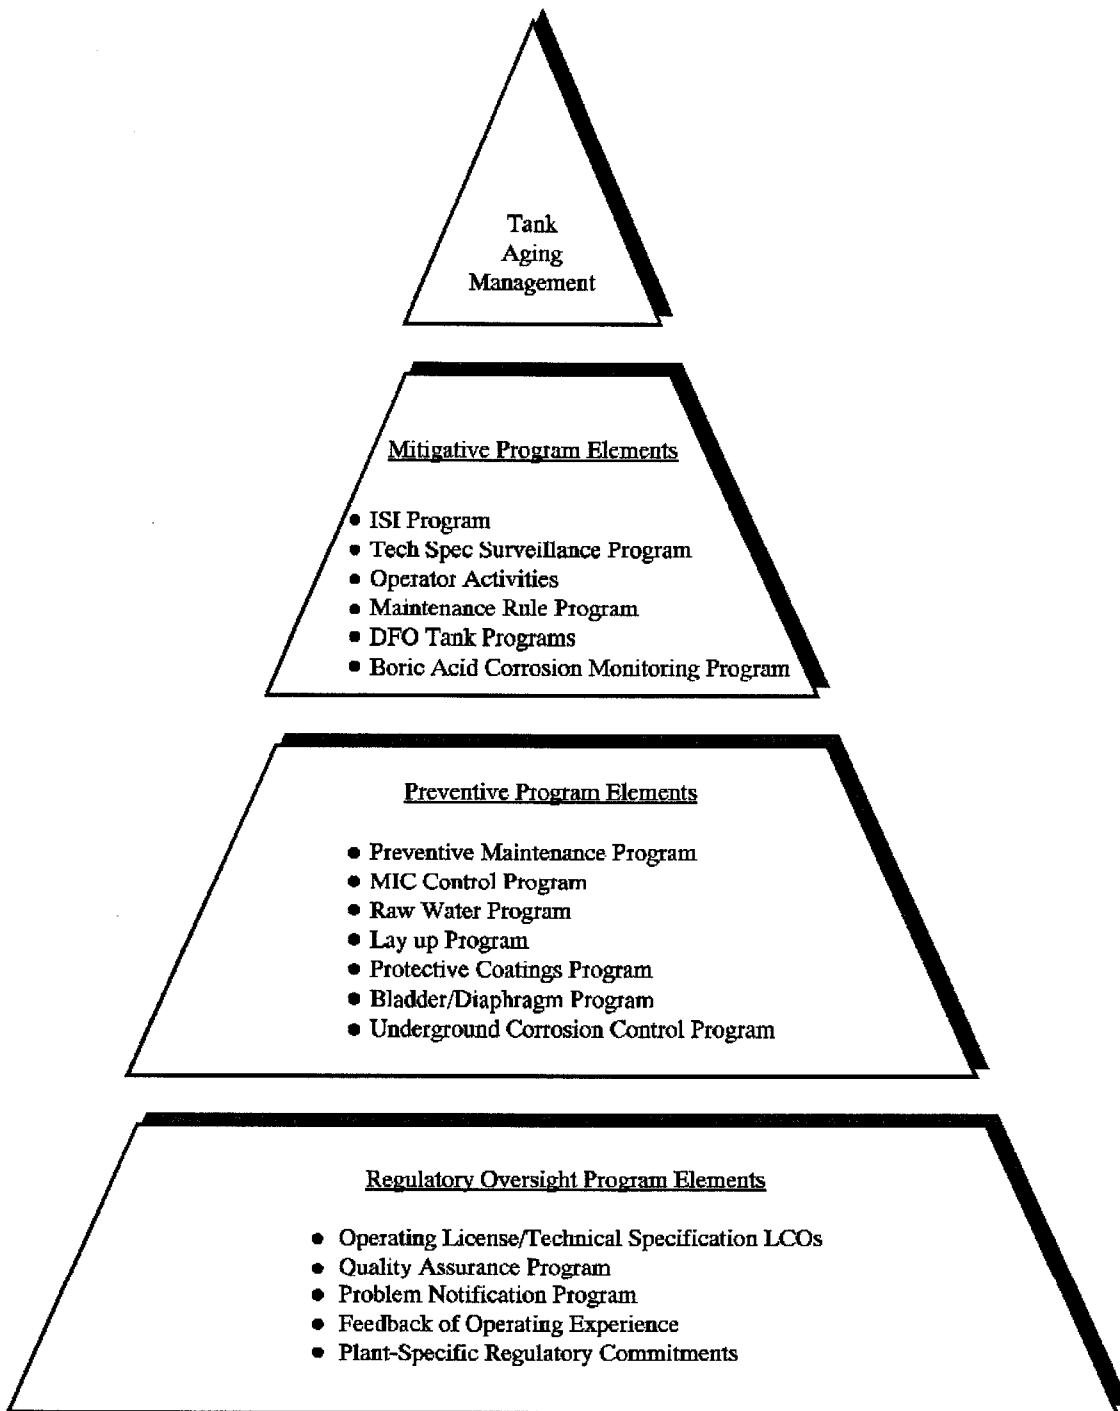 Tank
Aging
Management
Mitigative Program Elements
● ISI Program
● Tech Spec Surveillance Program
● Operator Activities
● Maintenance Rule Program
● DFO Tank Programs
● Boric Acid Corrosion Monitoring Program
Preventive Program Elements
● Preventive Maintenance Program
● MIC Control Program
● Raw Water Program
● Lay up Program
● Protective Coatings Program
● Bladder/Diaphragm Program
● Underground Corrosion Control Program
Regulatory Oversight Program Elements
● Operating License/Technical Specification LCOs
● Quality Assurance Program
● Problem Notification Program
● Feedback of Operating Experience
● Plant-Specific Regulatory Commitments